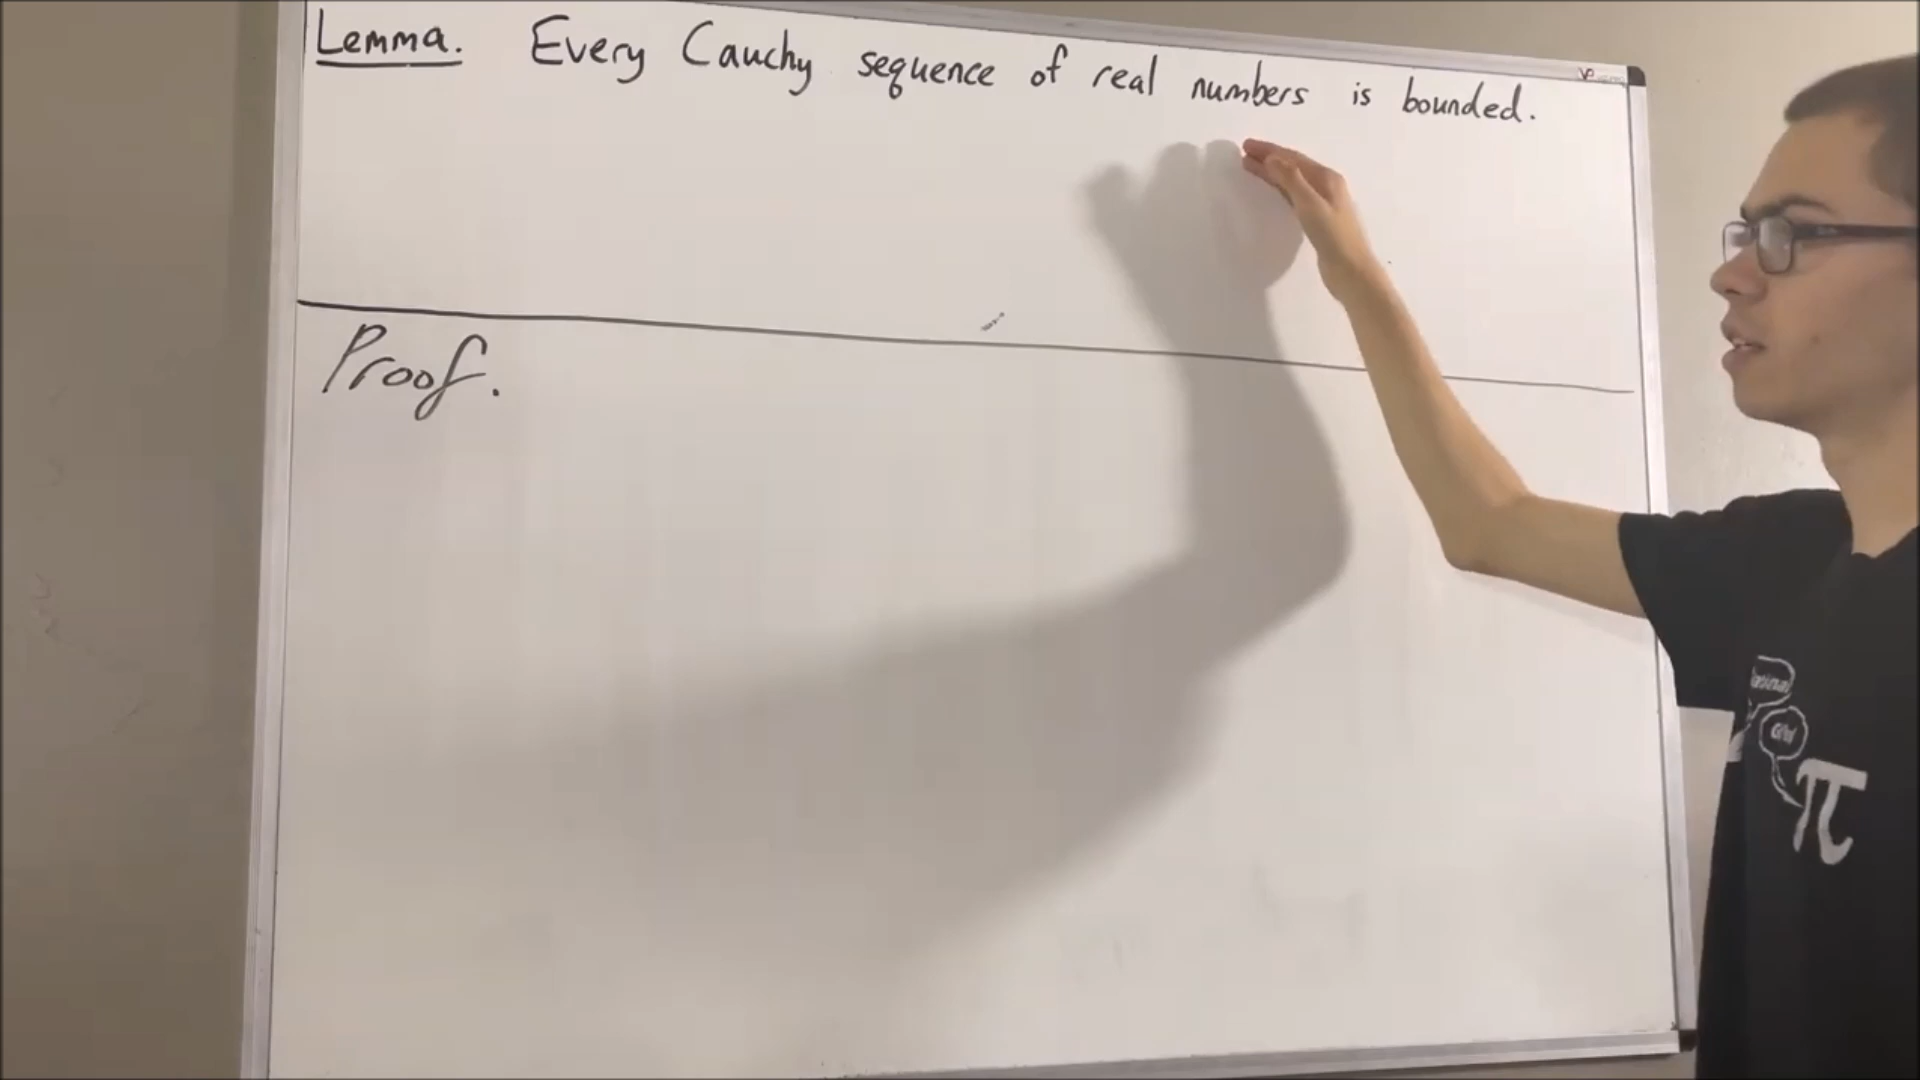 Lemma. Every Cauchy sequence of real numbers is bounded.
Proof.
π